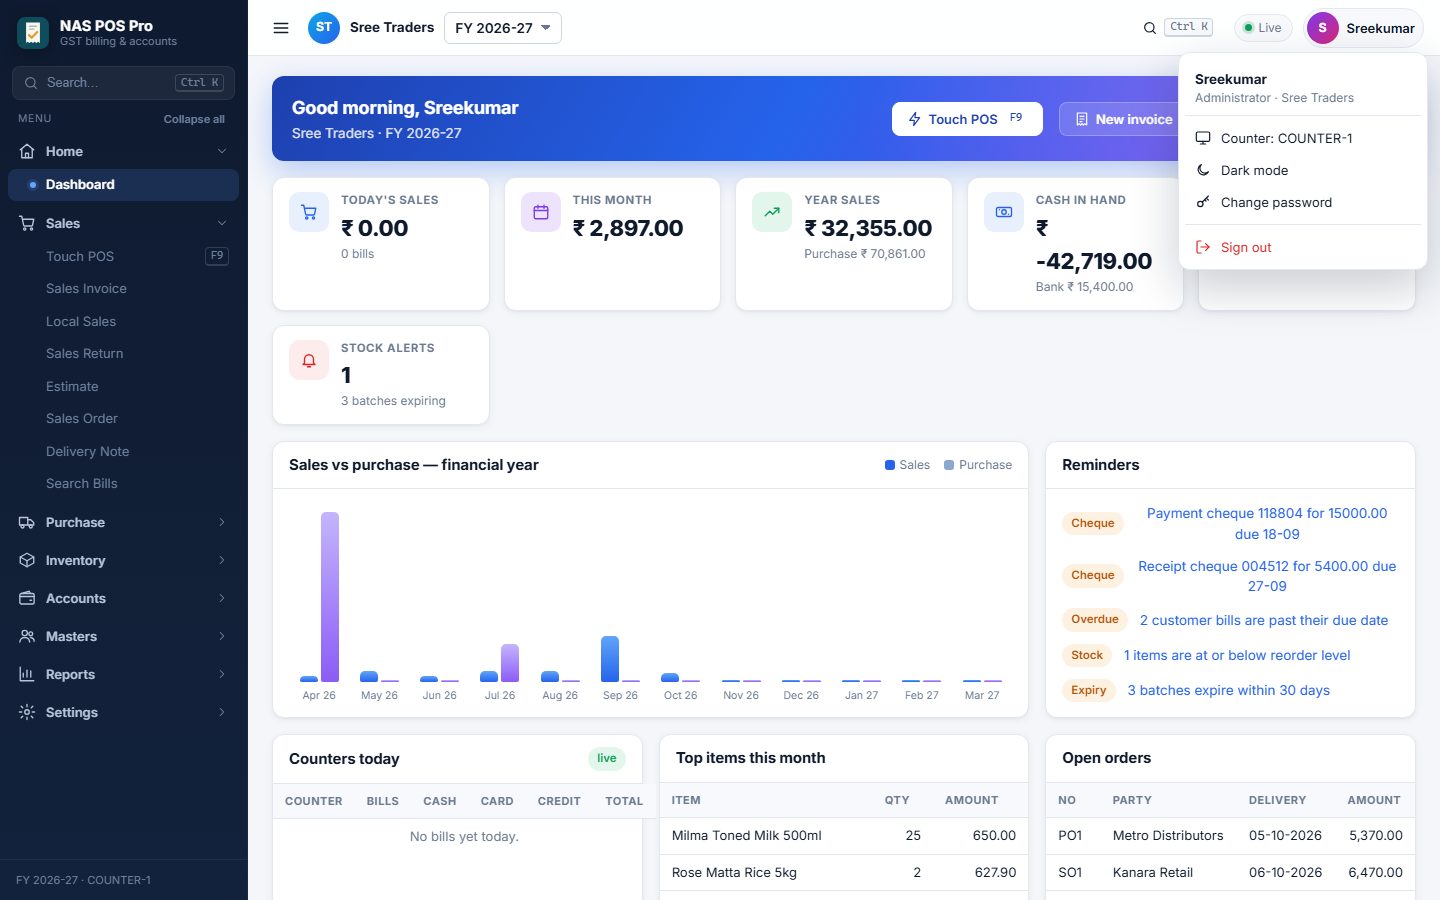 NAS POS Pro
GST billing & accounts
Search...
Ctrl K
MENU
Collapse all
Home
Dashboard
Sales
Touch POS
F9
Sales Invoice
Local Sales
Sales Return
Estimate
Sales Order
Delivery Note
Search Bills
Purchase
Inventory
Accounts
Masters
Reports
Settings
FY 2026-27 · COUNTER-1
ST
Sree Traders
FY 2026-27
Ctrl K
Live
S
Sreekumar
Sreekumar
Administrator · Sree Traders
Counter: COUNTER-1
Dark mode
Change password
Sign out
Good morning, Sreekumar
Sree Traders · FY 2026-27
Touch POS F9
New invoice
TODAY'S SALES
₹ 0.00
0 bills
THIS MONTH
₹ 2,897.00
YEAR SALES
₹ 32,355.00
Purchase ₹ 70,861.00
CASH IN HAND
₹
-42,719.00
Bank ₹ 15,400.00
STOCK ALERTS
1
3 batches expiring
Sales vs purchase — financial year
Sales
Purchase
Apr 26
May 26
Jun 26
Jul 26
Aug 26
Sep 26
Oct 26
Nov 26
Dec 26
Jan 27
Feb 27
Mar 27
Reminders
Cheque
Payment cheque 118804 for 15000.00
due 18-09
Cheque
Receipt cheque 004512 for 5400.00 due
27-09
Overdue
2 customer bills are past their due date
Stock
1 items are at or below reorder level
Expiry
3 batches expire within 30 days
Counters today
live
COUNTER BILLS CASH CARD CREDIT TOTAL
No bills yet today.
Top items this month
ITEM QTY AMOUNT
Milma Toned Milk 500ml 25 650.00
Rose Matta Rice 5kg 2 627.90
Open orders
NO PARTY DELIVERY AMOUNT
PO1 Metro Distributors 05-10-2026 5,370.00
SO1 Kanara Retail 06-10-2026 6,470.00